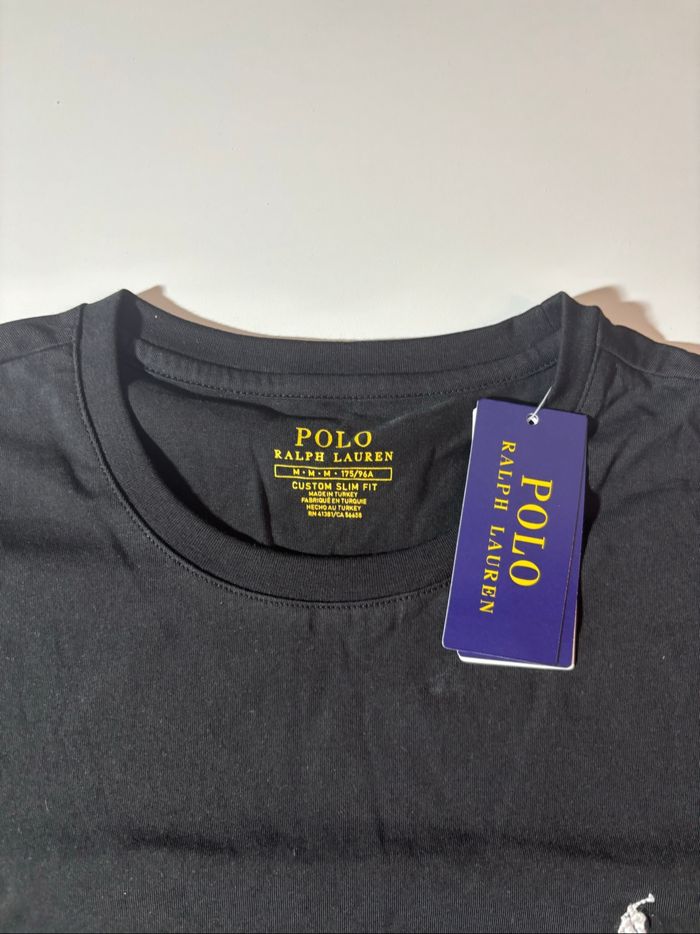 POLO
RALPH LAUREN
M • M • M • 175/96A
CUSTOM SLIM FIT
MADE IN TURKEY
FABRIQUÉ EN TURQUIE
HECHO AU TURKEY
RN 41381/CA 56658
POLO
RALPH LAUREN